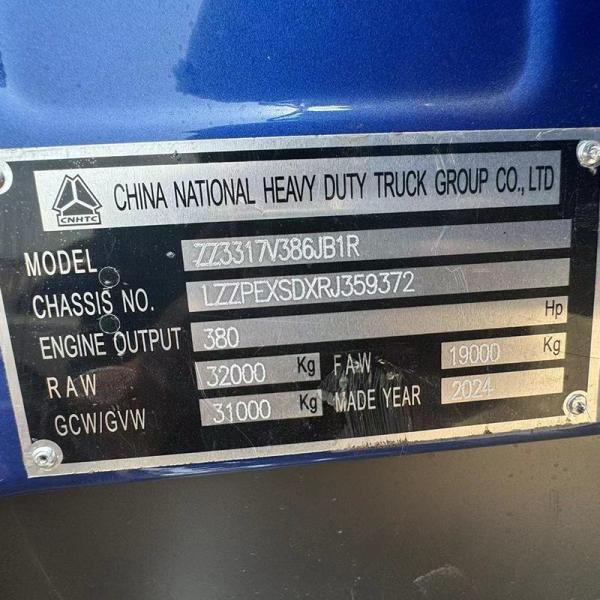 CNHTC CHINA NATIONAL HEAVY DUTY TRUCK GROUP CO., LTD
MODEL ZZ3317V386JB1R
CHASSIS NO. LZZPEXSDXRJ359372
ENGINE OUTPUT 380 Hp
RAW 32000 Kg F.A.W 19000 Kg
GCW/GVW 31000 Kg MADE YEAR 2024